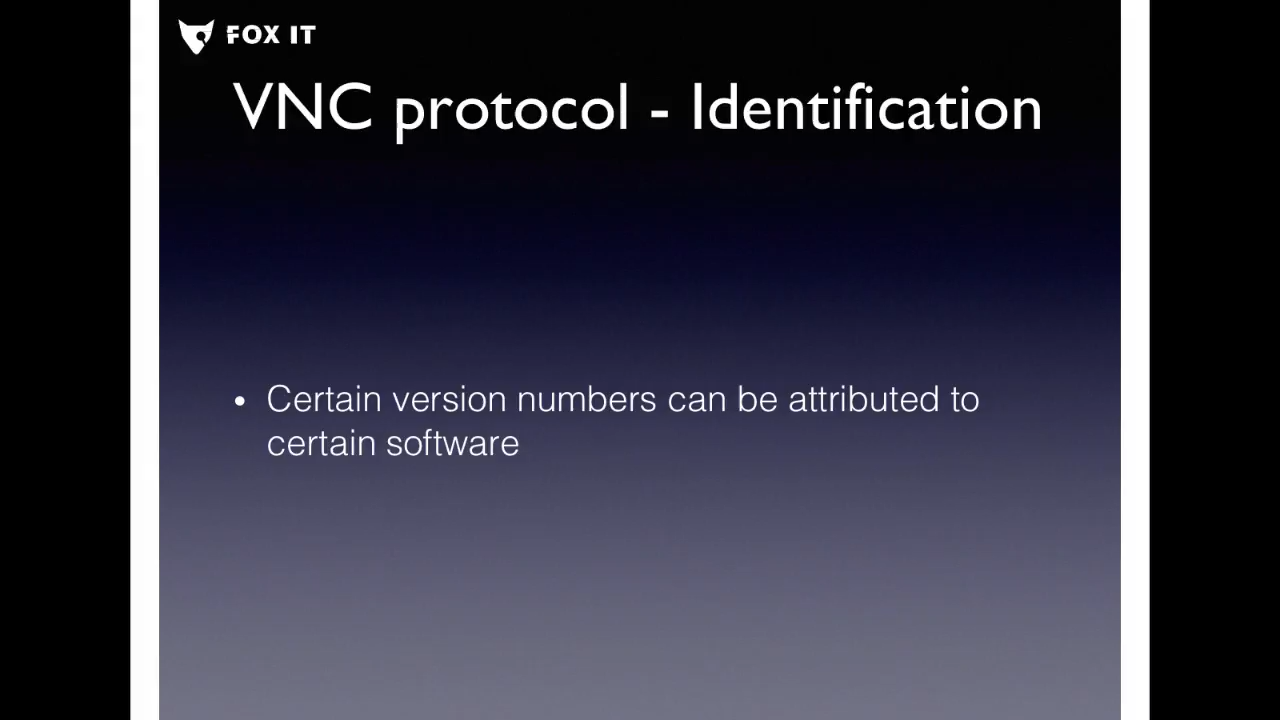 FOX IT
VNC protocol - Identification
• Certain version numbers can be attributed to
certain software